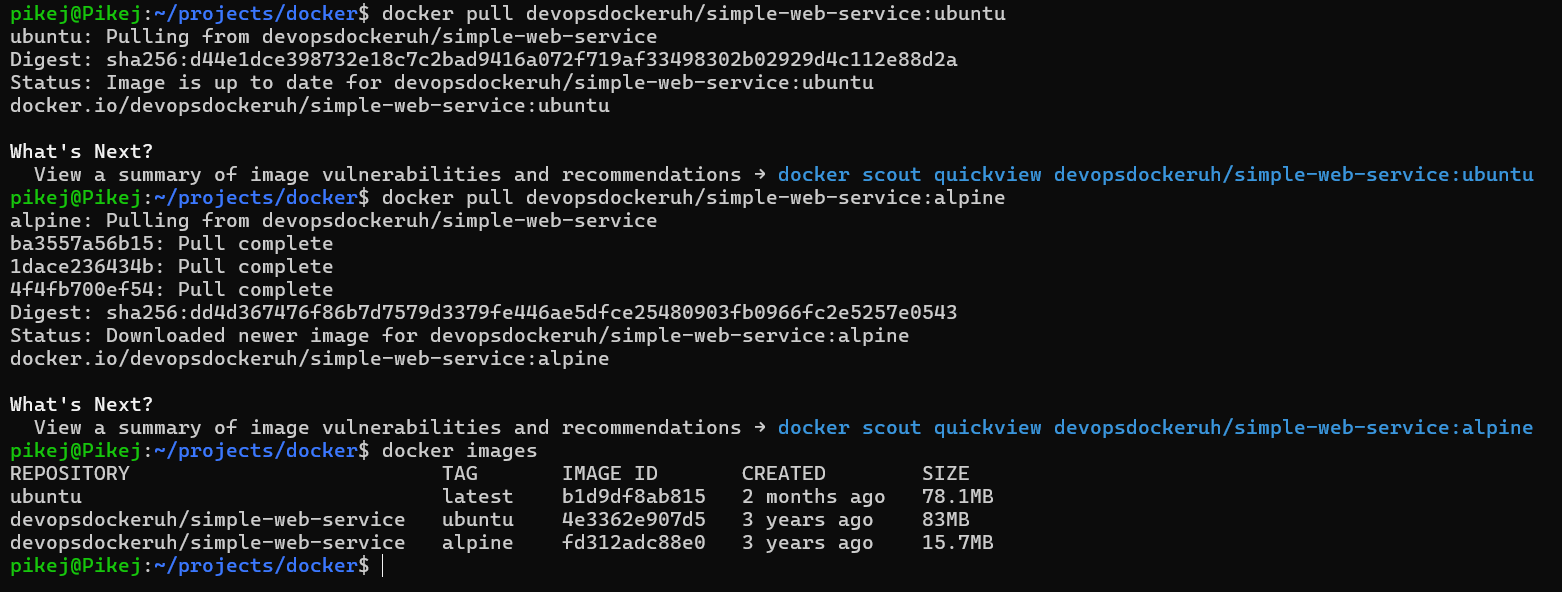 pikej@Pikej:~/projects/docker$ docker pull devopsdockeruh/simple-web-service:ubuntu
ubuntu: Pulling from devopsdockeruh/simple-web-service
Digest: sha256:d44e1dce398732e18c7c2bad9416a072f719af33498302b02929d4c112e88d2a
Status: Image is up to date for devopsdockeruh/simple-web-service:ubuntu
docker.io/devopsdockeruh/simple-web-service:ubuntu

What's Next?
  View a summary of image vulnerabilities and recommendations → docker scout quickview devopsdockeruh/simple-web-service:ubuntu
pikej@Pikej:~/projects/docker$ docker pull devopsdockeruh/simple-web-service:alpine
alpine: Pulling from devopsdockeruh/simple-web-service
ba3557a56b15: Pull complete
1dace236434b: Pull complete
4f4fb700ef54: Pull complete
Digest: sha256:dd4d367476f86b7d7579d3379fe446ae5dfce25480903fb0966fc2e5257e0543
Status: Downloaded newer image for devopsdockeruh/simple-web-service:alpine
docker.io/devopsdockeruh/simple-web-service:alpine

What's Next?
  View a summary of image vulnerabilities and recommendations → docker scout quickview devopsdockeruh/simple-web-service:alpine
pikej@Pikej:~/projects/docker$ docker images
REPOSITORY                          TAG       IMAGE ID       CREATED        SIZE
ubuntu                              latest    b1d9df8ab815   2 months ago   78.1MB
devopsdockeruh/simple-web-service   ubuntu    4e3362e907d5   3 years ago    83MB
devopsdockeruh/simple-web-service   alpine    fd312adc88e0   3 years ago    15.7MB
pikej@Pikej:~/projects/docker$